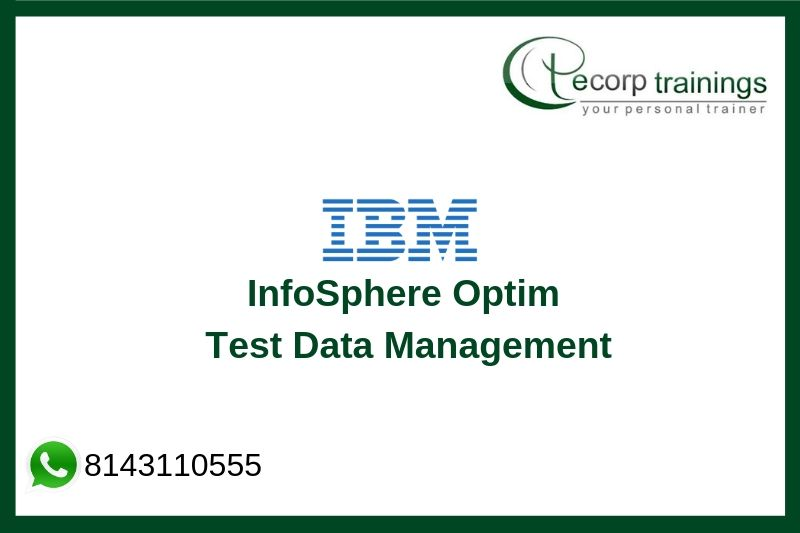 ecorp trainings
your personal trainer
IBM
InfoSphere Optim
Test Data Management
8143110555